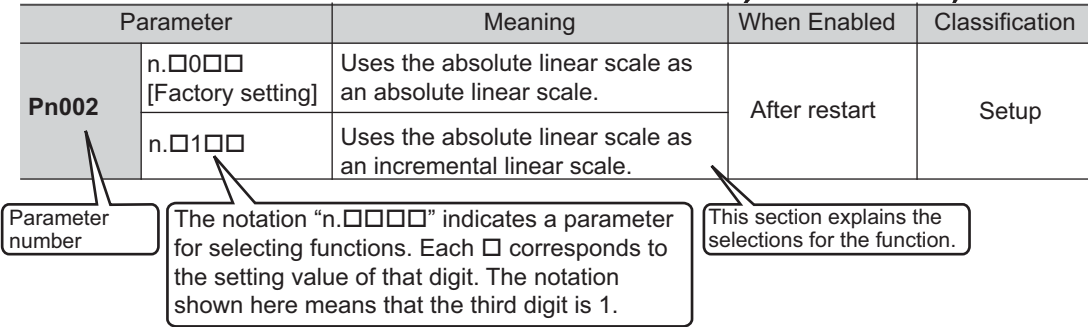 Parameter Meaning When Enabled Classification
Pn002
n.□0□□
[Factory setting]
Uses the absolute linear scale as
an absolute linear scale.
n.□1□□
Uses the absolute linear scale as
an incremental linear scale.
After restart
Setup
Parameter
number
The notation “n.□□□□” indicates a parameter
for selecting functions. Each □ corresponds to
the setting value of that digit. The notation
shown here means that the third digit is 1.
This section explains the
selections for the function.